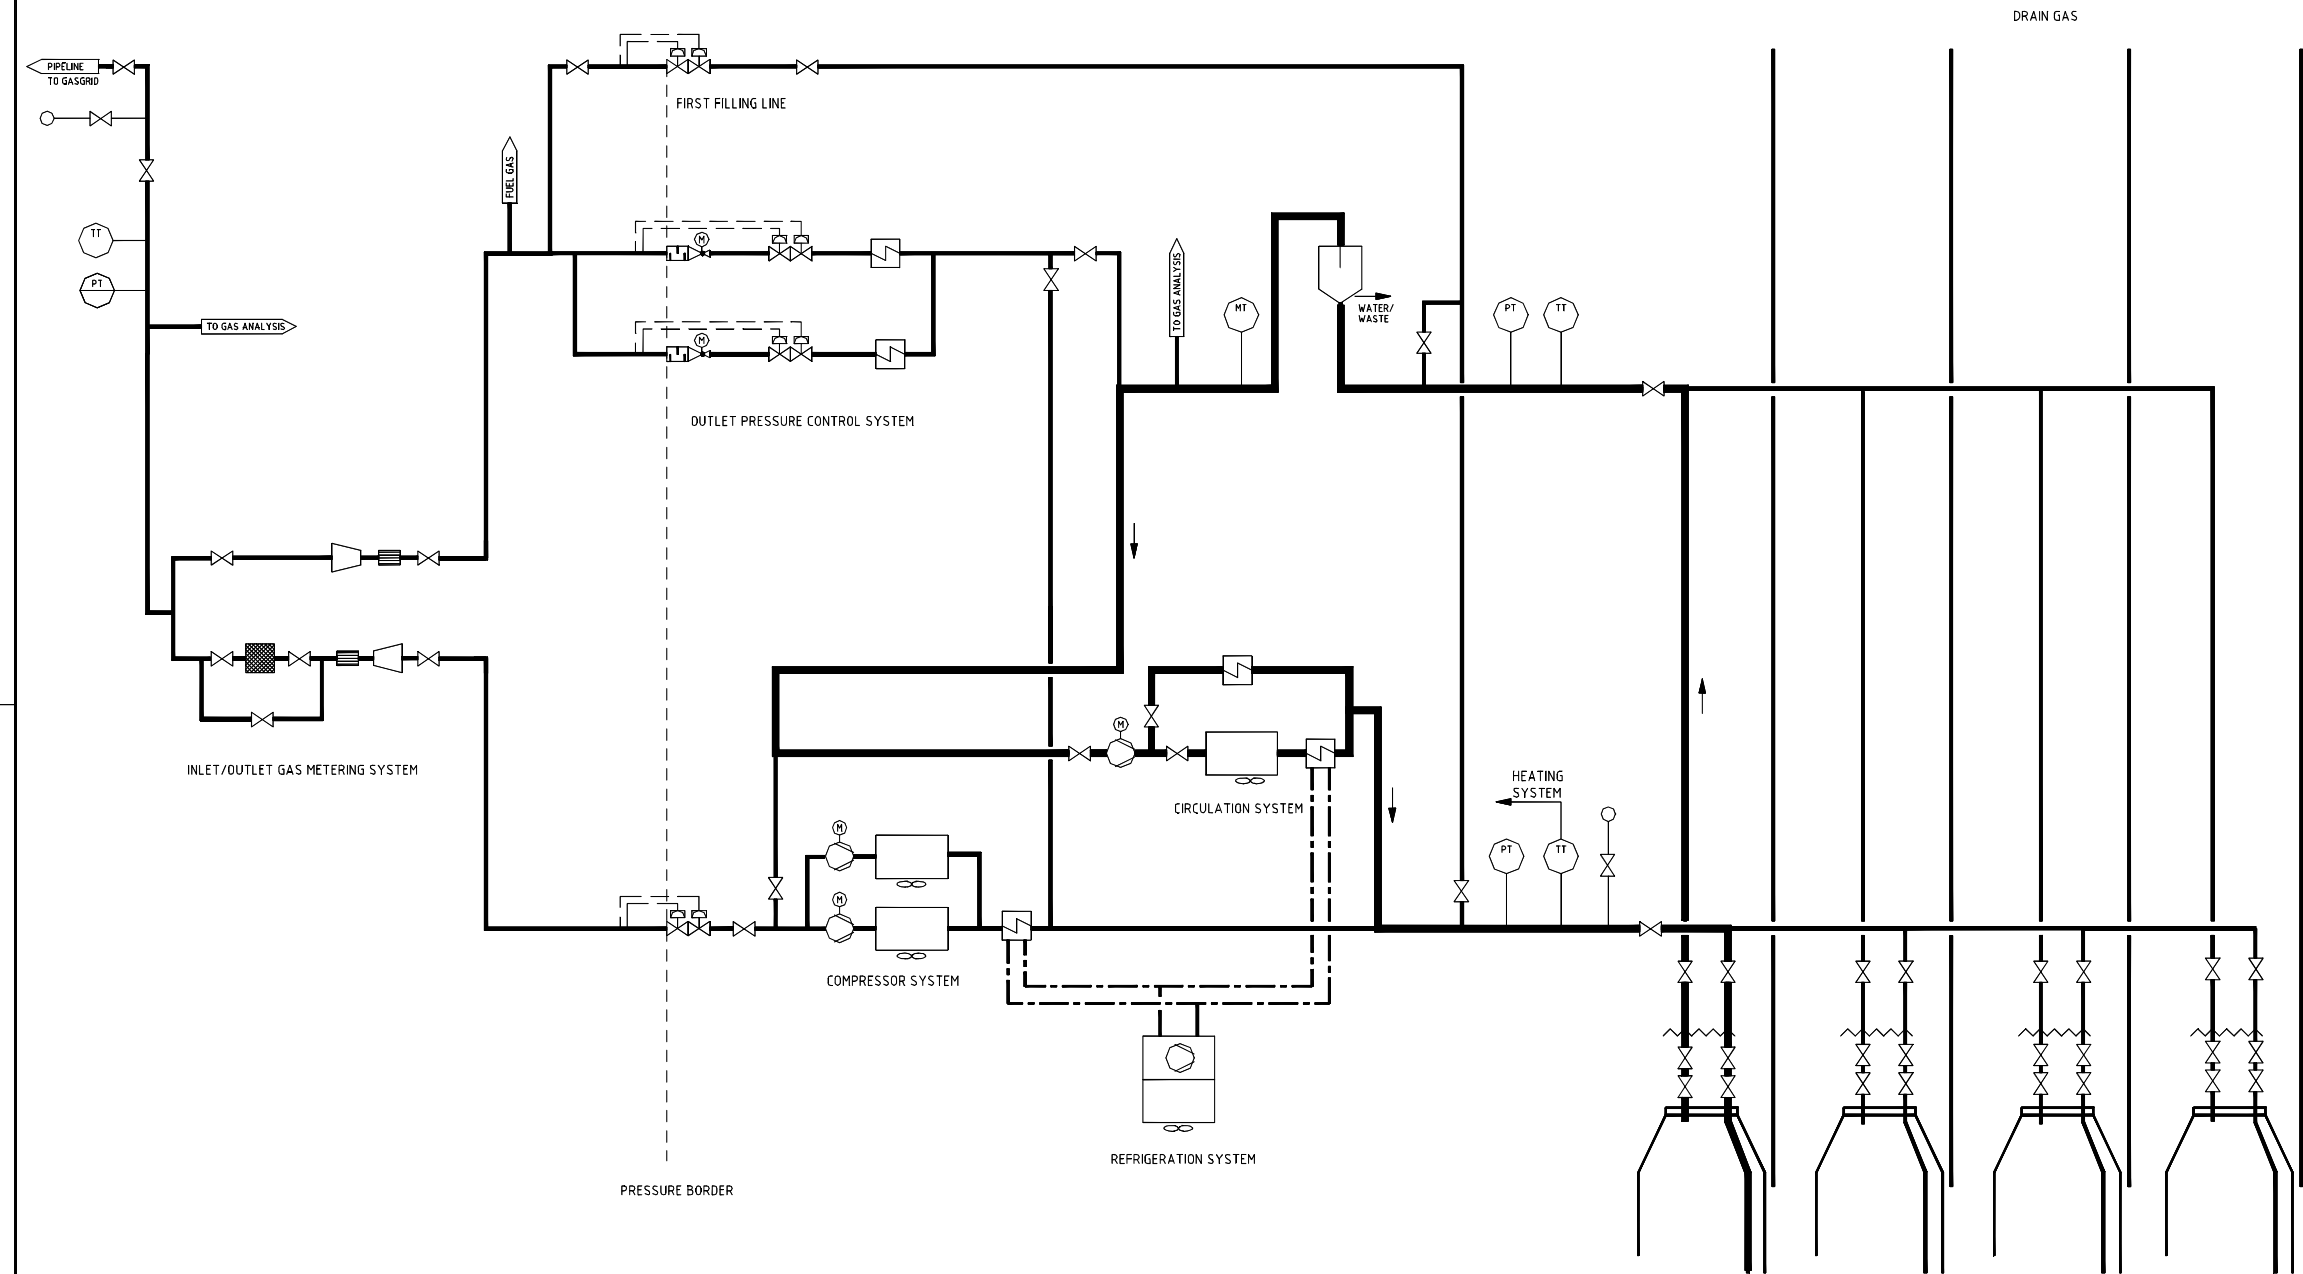 DRAIN GAS
PIPELINE
TO GASGRID
FIRST FILLING LINE
FUEL GAS
TT
M
TO GAS ANALYSIS
PT
MT
WATER/
WASTE
PT
TT
TO GAS ANALYSIS
M
OUTLET PRESSURE CONTROL SYSTEM
INLET/OUTLET GAS METERING SYSTEM
M
HEATING
SYSTEM
CIRCULATION SYSTEM
M
PT
TT
M
COMPRESSOR SYSTEM
REFRIGERATION SYSTEM
PRESSURE BORDER